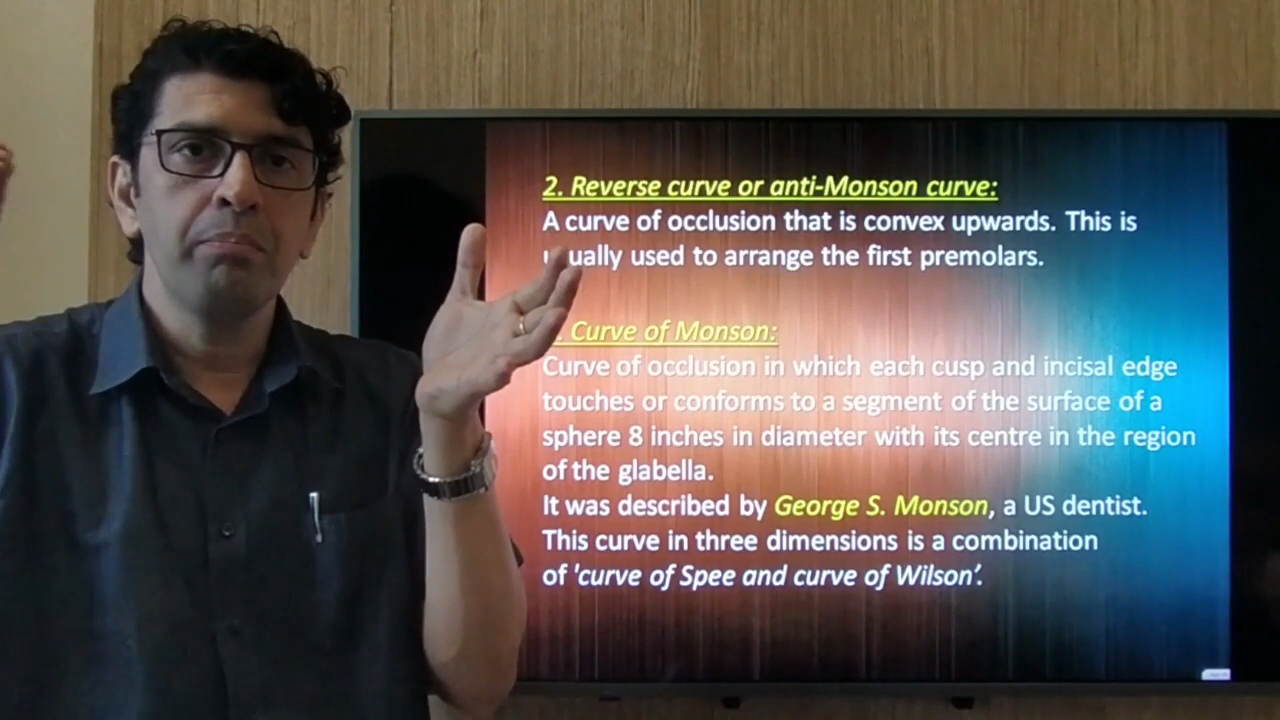 2. Reverse curve or anti-Monson curve:
A curve of occlusion that is convex upwards. This is
usually used to arrange the first premolars.
. Curve of Monson:
Curve of occlusion in which each cusp and incisal edge
touches or conforms to a segment of the surface of a
sphere 8 inches in diameter with its centre in the region
of the glabella.
It was described by George S. Monson, a US dentist.
This curve in three dimensions is a combination
of 'curve of Spee and curve of Wilson’.